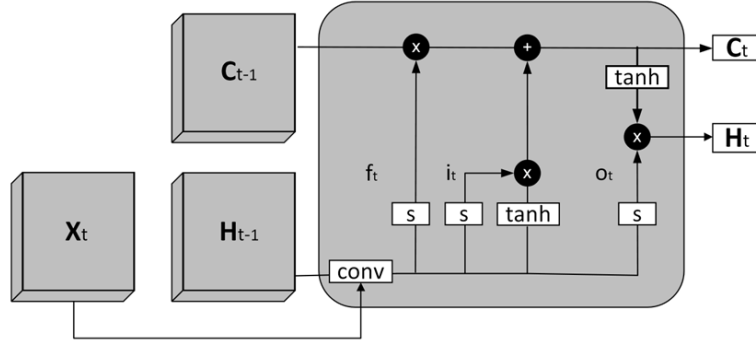 x
+
Ct
Ct-1
tanh
x
Ht
ft
it
x
ot
s
s
tanh
s
Xt
Ht-1
conv